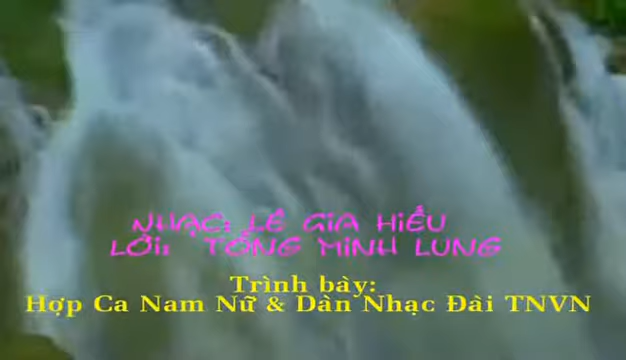 NHẠC: LÊ GIA HIẾU
LỜI: TỐNG MINH LUNG
Trình bày:
Hợp Ca Nam Nữ & Dàn Nhạc Đài TNVN